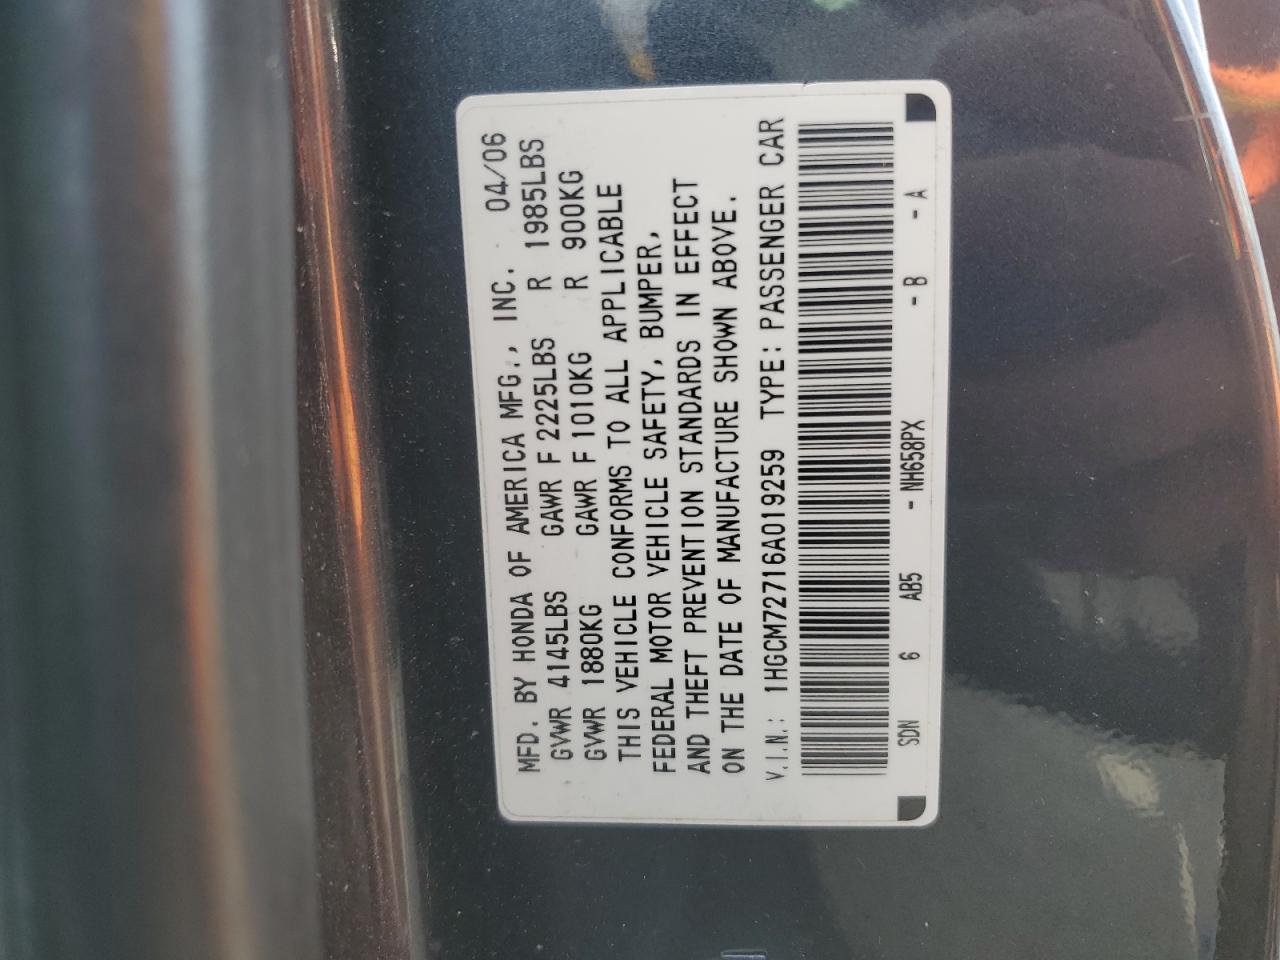 MFD. BY HONDA OF AMERICA MFG., INC. 04/06
GVWR 4145LBS GAWR F 2225LBS R 1985LBS
GVWR 1880KG GAWR F 1010KG R 900KG
THIS VEHICLE CONFORMS TO ALL APPLICABLE
FEDERAL MOTOR VEHICLE SAFETY, BUMPER,
AND THEFT PREVENTION STANDARDS IN EFFECT
ON THE DATE OF MANUFACTURE SHOWN ABOVE.
V.I.N.: 1HGCM72716A019259 TYPE: PASSENGER CAR
SDN 6 AB5 - NH658PX - B - A